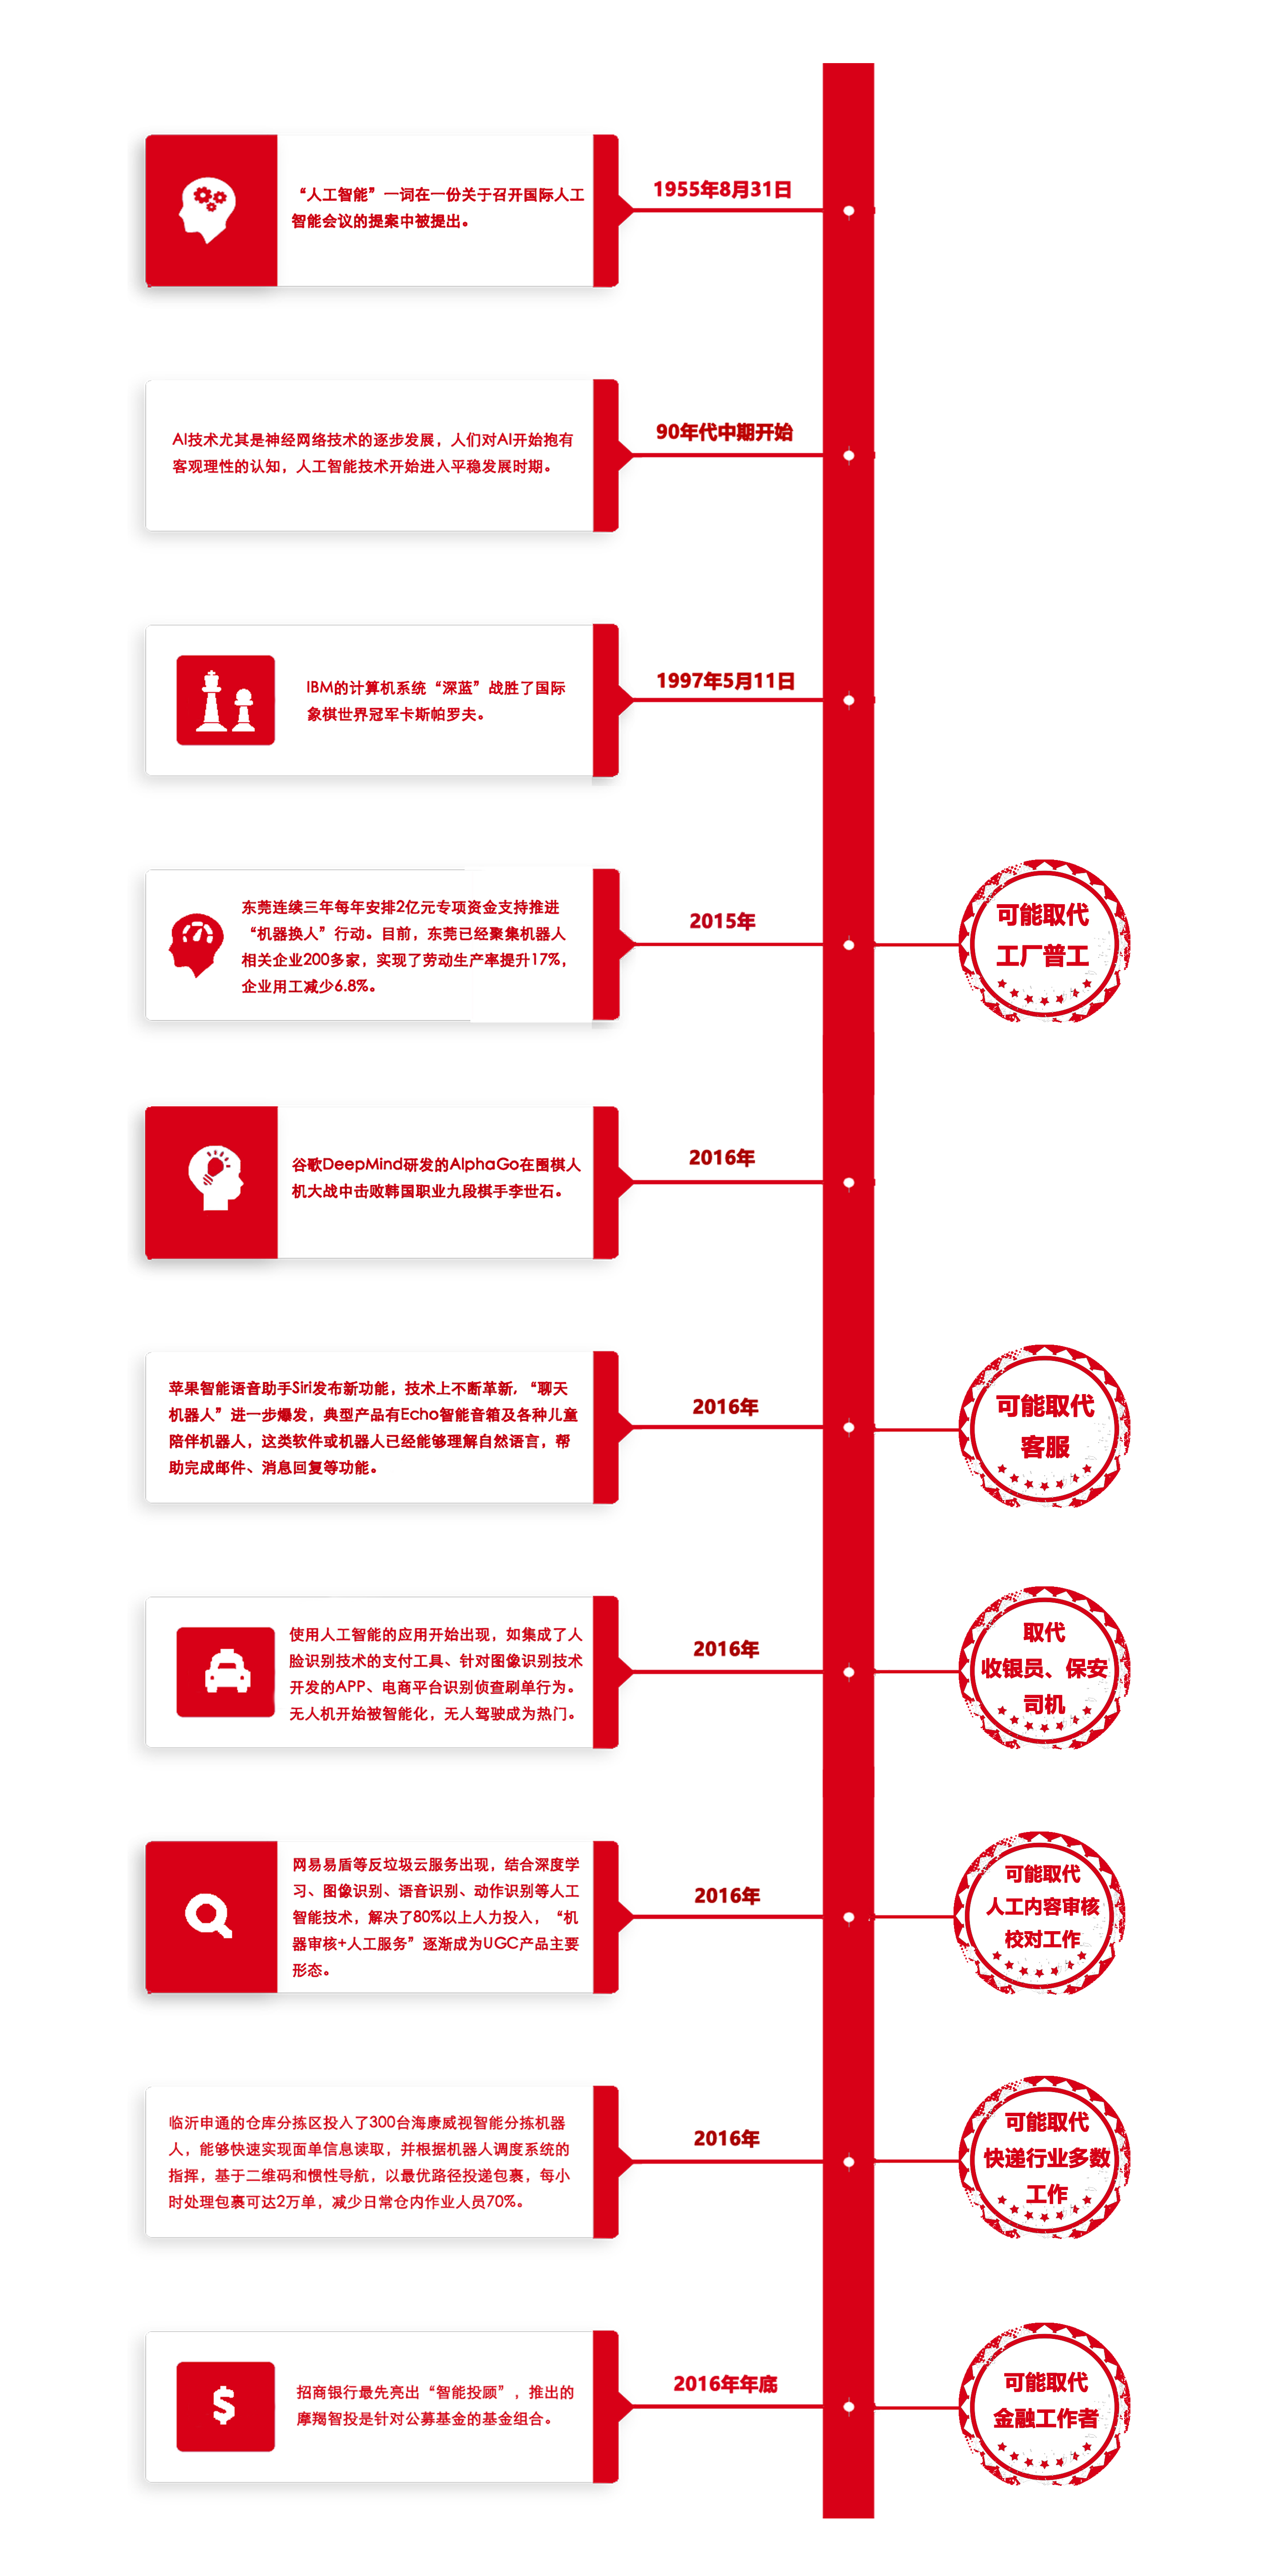 “人工智能”一词在一份关于召开国际人工
智能会议的提案中被提出。
1955年8月31日
AI技术尤其是神经网络技术的逐步发展，人们对AI开始抱有
客观理性的认知，人工智能技术开始进入平稳发展时期。
90年代中期开始
IBM的计算机系统“深蓝”战胜了国际
象棋世界冠军卡斯帕罗夫。
1997年5月11日
东莞连续三年每年安排2亿元专项资金支持推进
“机器换人”行动。目前，东莞已经聚集机器人
相关企业200多家，实现了劳动生产率提升17%，
企业用工减少6.8%。
2015年
可能取代
工厂普工
谷歌DeepMind研发的AlphaGo在围棋人
机大战中击败韩国职业九段棋手李世石。
2016年
苹果智能语音助手Siri发布新功能，技术上不断革新，“聊天
机器人”进一步爆发，典型产品有Echo智能音箱及各种儿童
陪伴机器人，这类软件或机器人已经能够理解自然语言，帮
助完成邮件、消息回复等功能。
2016年
可能取代
客服
使用人工智能的应用开始出现，如集成了人
脸识别技术的支付工具、针对图像识别技术
开发的APP、电商平台识别侦查刷单行为。
无人机开始被智能化，无人驾驶成为热门。
2016年
取代
收银员、保安
司机
网易易盾等反垃圾云服务出现，结合深度学
习、图像识别、语音识别、动作识别等人工
智能技术，解决了80%以上人力投入，“机
器审核+人工服务”逐渐成为UGC产品主要
形态。
2016年
可能取代
人工内容审核
校对工作
临沂申通的仓库分拣区投入了300台海康威视智能分拣机器
人，能够快速实现面单信息读取，并根据机器人调度系统的
指挥，基于二维码和惯性导航，以最优路径投递包裹，每小
时处理包裹可达2万单，减少日常仓内作业人员70%。
2016年
可能取代
快递行业多数
工作
招商银行最先亮出“智能投顾”，推出的
摩羯智投是针对公募基金的基金组合。
2016年年底
可能取代
金融工作者